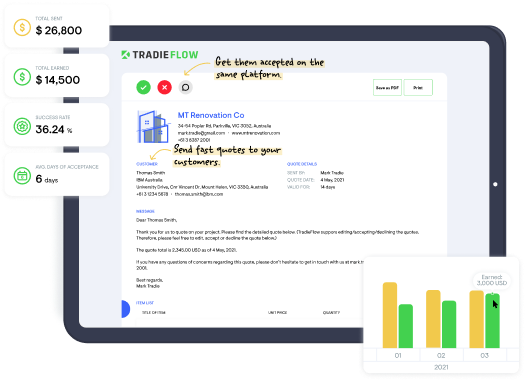 TOTAL SENT
$ 26,800
TOTAL EARNED
$ 14,500
SUCCESS RATE
36.24 %
AVG. DAYS OF ACCEPTANCE
6 days
TRADIEFLOW
Get them accepted on
the same platform.
Save as PDF
Print
MT Renovation Co
34-54 Poplar Rd, Parkville, VIC 3032, Australia
mark.tradie@gmail.com · www.mtrenovation.com
+61 3 8387 2001
Send fast quotes to your
customers.
CUSTOMER:
Thomas Smith
IBM Australia
University Drive, Cnr Vincent Dr, Mount Helen, VIC 3350, Australia
+61 3 1234 5678 · thomas.smith@ibm.com
QUOTE DETAILS
SENT BY: Mark Tradie
QUOTE DATE: 4 May, 2021
VALID FOR: 14 days
MESSAGE:
Dear Thomas Smith,
Thank you for us to quote on your project. Please find the detailed quote below. (TradieFlow supports editing/accepting/declining the quotes.
Therefore, please feel free to edit, accept or decline the quote below.)
The quote total is 2,345.00 USD as of 4 May, 2021.
If you have any questions of concerns regarding this quote, please don't hesitate to get in touch with us at mark
2001.
Best regards,
Mark Tradie
ITEM LIST
TITLE OF ITEM UNIT PRICE QUANTITY
Earned:
3,000 USD
01 02 03
2021